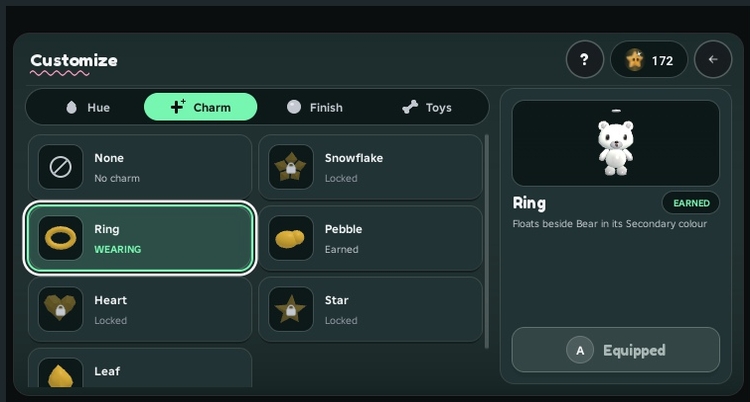 Customize
?
172
Hue
Charm
Finish
Toys
None
No charm
Snowflake
Locked
Ring
WEARING
Pebble
Earned
Heart
Locked
Star
Locked
Leaf
Ring
EARNED
Floats beside Bear in its Secondary colour
A Equipped